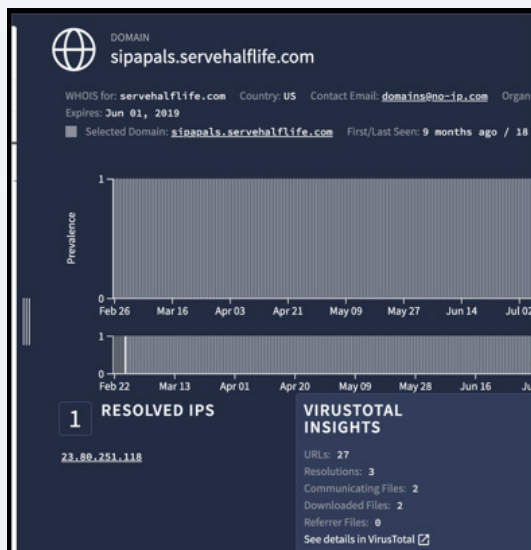 DOMAIN
sipapals.servehalflife.com
WHOIS for: servehalflife.com Country: US Contact Email: domains@no-ip.com Organ
Expires: Jun 01, 2019
Selected Domain: sipapals.servehalflife.com First/Last Seen: 9 months ago / 18
1
Prevalence
0
Feb 26 Mar 16 Apr 03 Apr 21 May 09 May 27 Jun 14 Jul 02
1
0
Feb 22 Mar 13 Apr 01 Apr 20 May 09 May 28 Jun 16 Ju
1 RESOLVED IPS
23.80.251.118
VIRUSTOTAL
INSIGHTS
URLs: 27
Resolutions: 3
Communicating Files: 2
Downloaded Files: 2
Referrer Files: 0
See details in VirusTotal